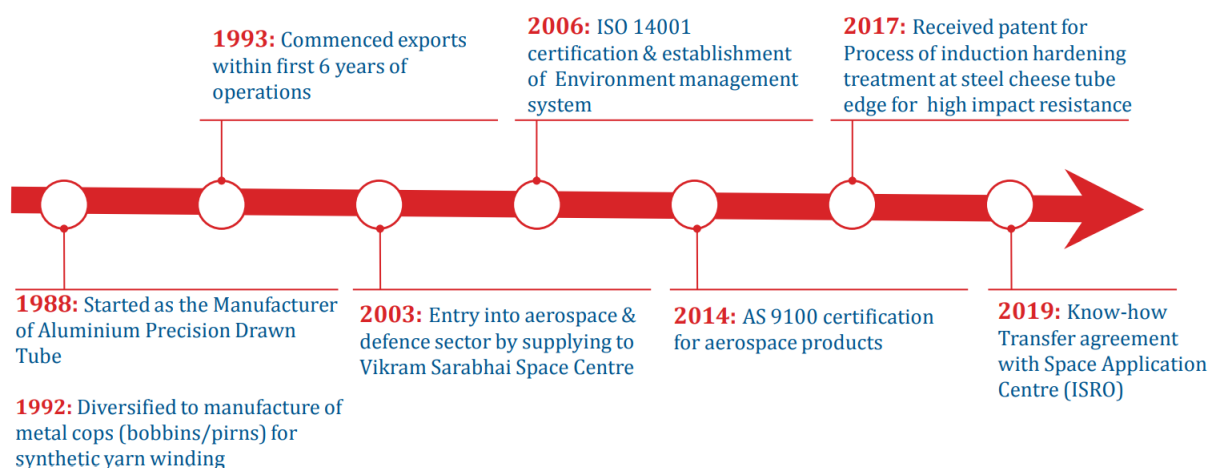 1993: Commenced exports
within first 6 years of
operations
2006: ISO 14001
certification & establishment
of Environment management
system
2017: Received patent for
Process of induction hardening
treatment at steel cheese tube
edge for high impact resistance
1988: Started as the Manufacturer
of Aluminium Precision Drawn
Tube
1992: Diversified to manufacture of
metal cops (bobbins/pirns) for
synthetic yarn winding
2003: Entry into aerospace &
defence sector by supplying to
Vikram Sarabhai Space Centre
2014: AS 9100 certification
for aerospace products
2019: Know-how
Transfer agreement
with Space Application
Centre (ISRO)